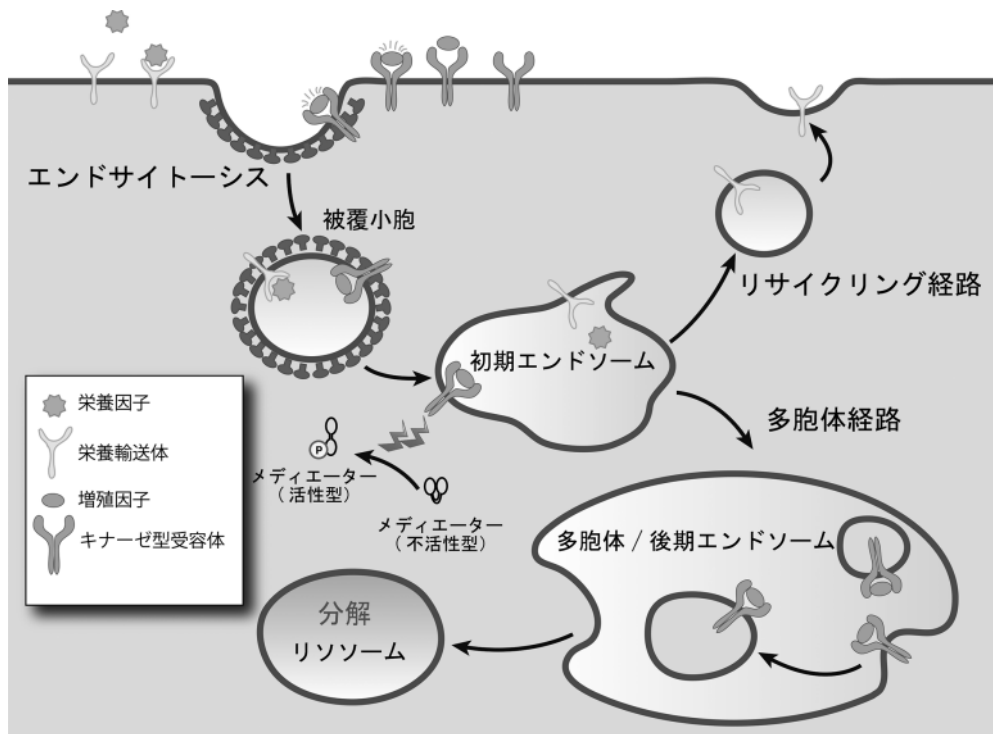 エンドサイトーシス
被覆小胞
リサイクリング経路
初期エンドソーム
栄養因子
栄養輸送体
増殖因子
キナーゼ型受容体
P
メディエーター
（活性型）
メディエーター
（不活性型）
多胞体経路
多胞体 / 後期エンドソーム
分解
リソソーム